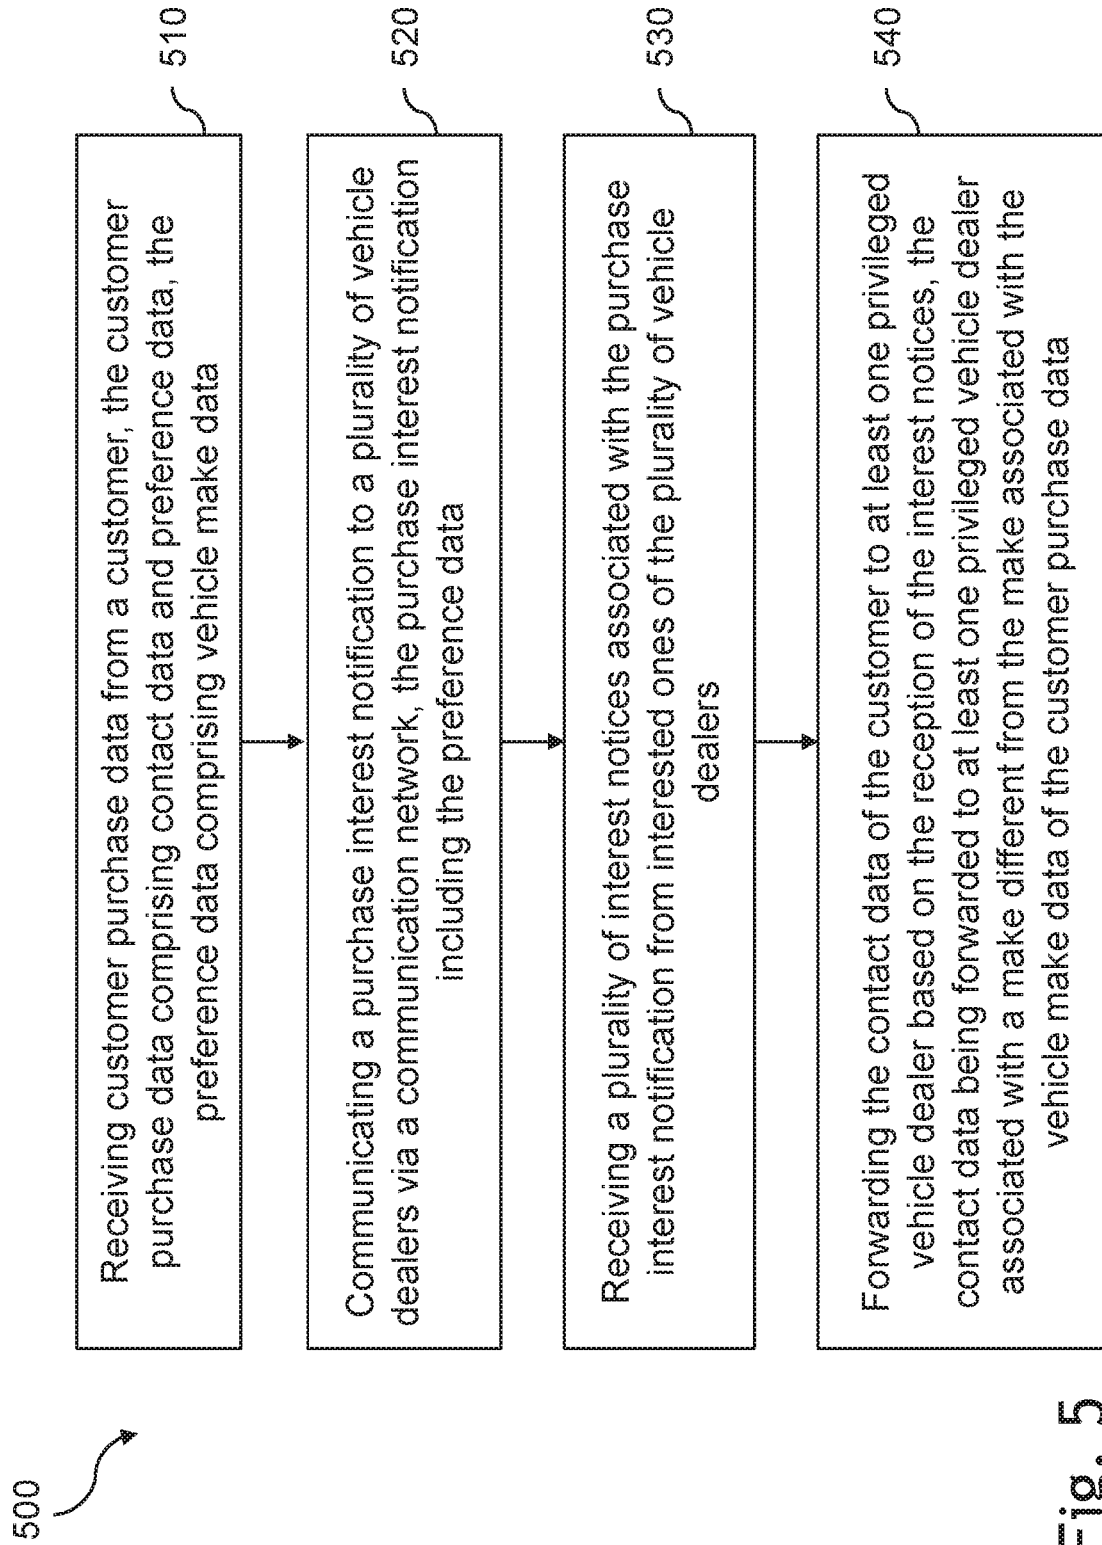 500
Receiving customer purchase data from a customer, the customer
purchase data comprising contact data and preference data, the
preference data comprising vehicle make data
510
Communicating a purchase interest notification to a plurality of vehicle
dealers via a communication network, the purchase interest notification
including the preference data
520
Receiving a plurality of interest notices associated with the purchase
interest notification from interested ones of the plurality of vehicle
dealers
530
Forwarding the contact data of the customer to at least one privileged
vehicle dealer based on the reception of the interest notices, the
contact data being forwarded to at least one privileged vehicle dealer
associated with a make different from the make associated with the
vehicle make data of the customer purchase data
540
Fig. 5